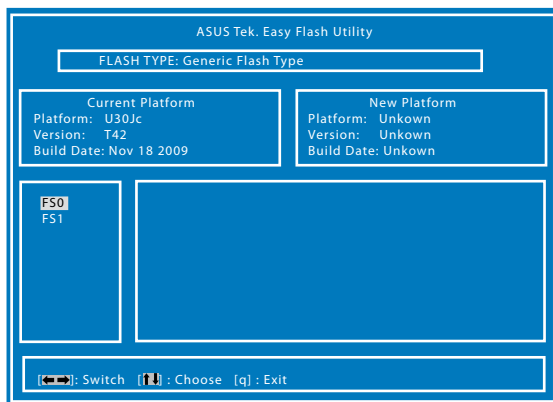 ASUS Tek. Easy Flash Utility
FLASH TYPE: Generic Flash Type
Current Platform
Platform: U30Jc
Version: T42
Build Date: Nov 18 2009
New Platform
Platform: Unkown
Version: Unkown
Build Date: Unkown
FS0
FS1
[←→]: Switch [↑↓] : Choose [q] : Exit